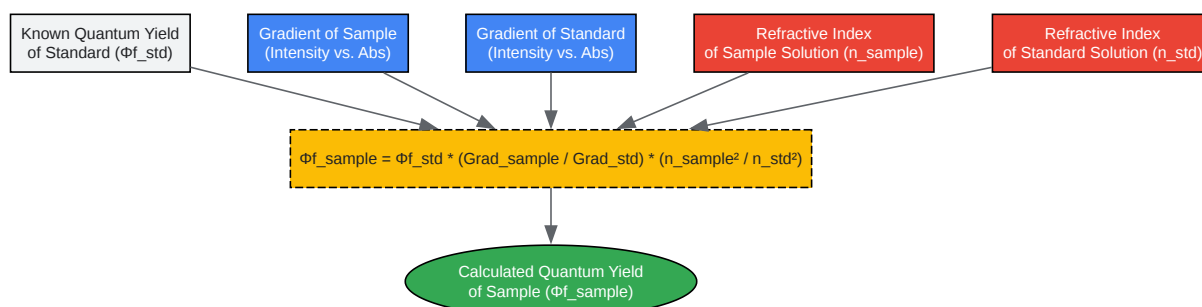 Known Quantum Yield
of Standard (Φf_std)
Gradient of Sample
(Intensity vs. Abs)
Gradient of Standard
(Intensity vs. Abs)
Refractive Index
of Sample Solution (n_sample)
Refractive Index
of Standard Solution (n_std)
Φf_sample = Φf_std * (Grad_sample / Grad_std) * (n_sample² / n_std²)
Calculated Quantum Yield
of Sample (Φf_sample)